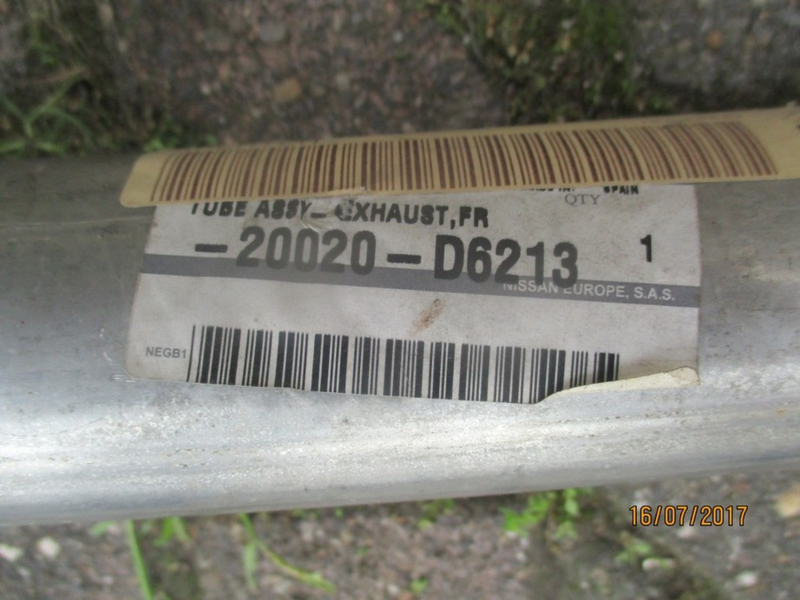 SPAIN
QTY
TUBE ASSY-EXHAUST,FR
-20020-D6213 1
NISSAN EUROPE, S.A.S.
NEGB1
16/07/2017